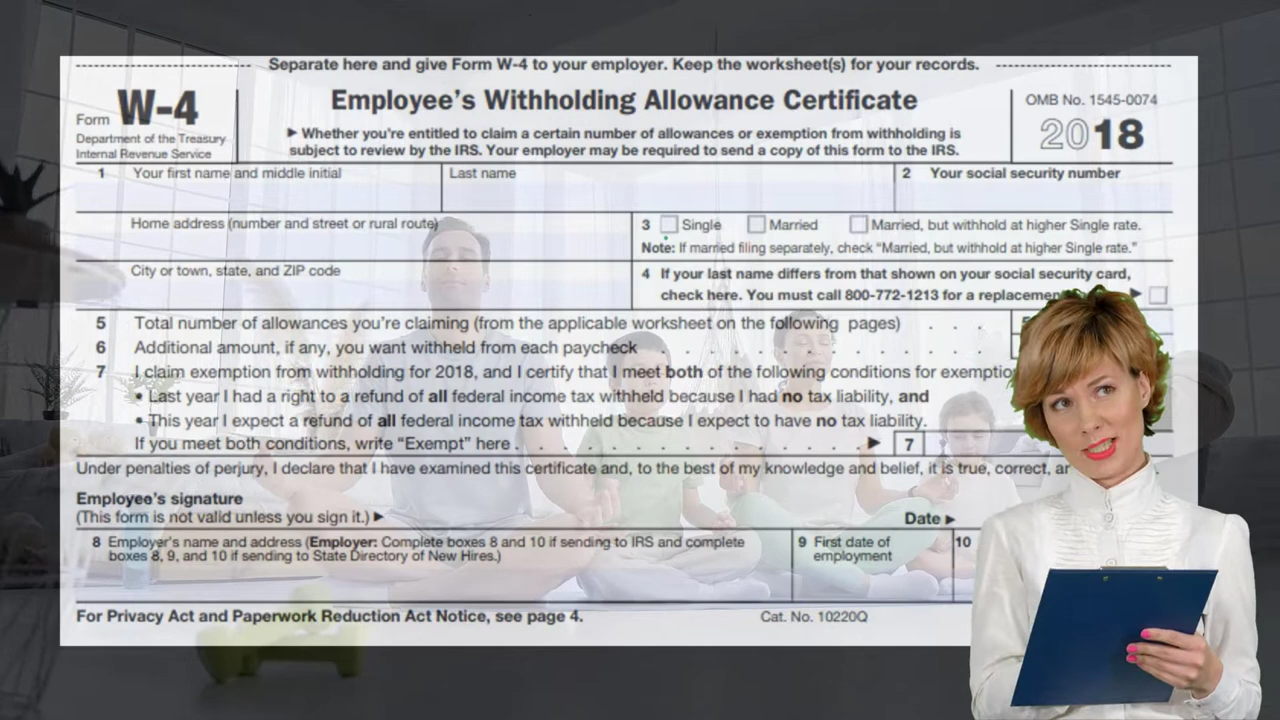 Separate here and give Form W-4 to your employer. Keep the worksheet(s) for your records.
Form W-4
Department of the Treasury
Internal Revenue Service
Employee's Withholding Allowance Certificate
▶ Whether you're entitled to claim a certain number of allowances or exemption from withholding is
subject to review by the IRS. Your employer may be required to send a copy of this form to the IRS.
OMB No. 1545-0074
2018
1 Your first name and middle initial
Last name
2 Your social security number
Home address (number and street or rural route)
3 Single Married Married, but withhold at higher Single rate.
Note: If married filing separately, check "Married, but withhold at higher Single rate."
City or town, state, and ZIP code
4 If your last name differs from that shown on your social security card,
check here. You must call 800-772-1213 for a replacemen ▶
5 Total number of allowances you're claiming (from the applicable worksheet on the following pages) . . .
6 Additional amount, if any, you want withheld from each paycheck . . . . . . . . . . . . . .
7 I claim exemption from withholding for 2018, and I certify that I meet both of the following conditions for exemptio
• Last year I had a right to a refund of all federal income tax withheld because I had no tax liability, and
• This year I expect a refund of all federal income tax withheld because I expect to have no tax liability.
If you meet both conditions, write "Exempt" here . . . . . . . . . . . . . . . ▶ 7
Under penalties of perjury, I declare that I have examined this certificate and, to the best of my knowledge and belief, it is true, correct, an
Employee's signature
(This form is not valid unless you sign it.) ▶
Date ▶
8 Employer's name and address (Employer: Complete boxes 8 and 10 if sending to IRS and complete
boxes 8, 9, and 10 if sending to State Directory of New Hires.)
9 First date of
employment
10
For Privacy Act and Paperwork Reduction Act Notice, see page 4.
Cat. No. 10220Q